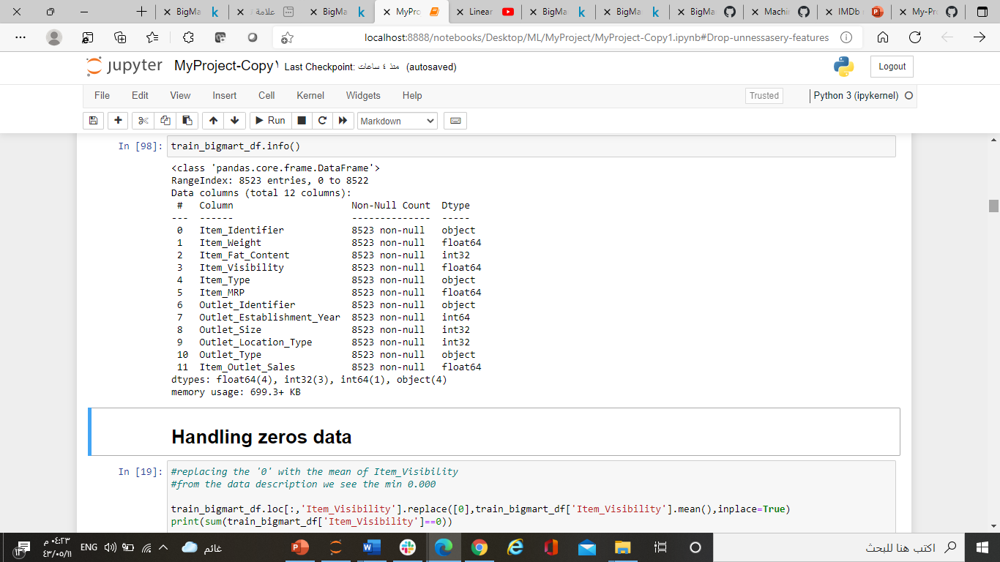 BigMa
علامة
BigMa
MyPro
Linear
BigMa
BigMa
BigMa
Machi
IMDb
My-Pro
localhost:8888/notebooks/Desktop/ML/MyProject/MyProject-Copy1.ipynb#Drop-unnessasery-features
jupyter MyProject-Copy١ Last Checkpoint: منذ ٤ ساعات (autosaved)
Logout
File Edit View Insert Cell Kernel Widgets Help
Trusted
Python 3 (ipykernel)
Run
Markdown
In [98]: train_bigmart_df.info()
<class 'pandas.core.frame.DataFrame'>
RangeIndex: 8523 entries, 0 to 8522
Data columns (total 12 columns):
# Column Non-Null Count Dtype
--- ------ -------------- -----
0 Item_Identifier 8523 non-null object
1 Item_Weight 8523 non-null float64
2 Item_Fat_Content 8523 non-null int32
3 Item_Visibility 8523 non-null float64
4 Item_Type 8523 non-null object
5 Item_MRP 8523 non-null float64
6 Outlet_Identifier 8523 non-null object
7 Outlet_Establishment_Year 8523 non-null int64
8 Outlet_Size 8523 non-null int32
9 Outlet_Location_Type 8523 non-null int32
10 Outlet_Type 8523 non-null object
11 Item_Outlet_Sales 8523 non-null float64
dtypes: float64(4), int32(3), int64(1), object(4)
memory usage: 699.3+ KB
Handling zeros data
In [19]: #replacing the '0' with the mean of Item_Visibility
#from the data description we see the min 0.000
train_bigmart_df.loc[:,'Item_Visibility'].replace([0],train_bigmart_df['Item_Visibility'].mean(),inplace=True)
print(sum(train_bigmart_df['Item_Visibility']==0))
٠٤:٢٣ م
٤٣/٠٥/١١
ENG
غائم
اكتب هنا للبحث